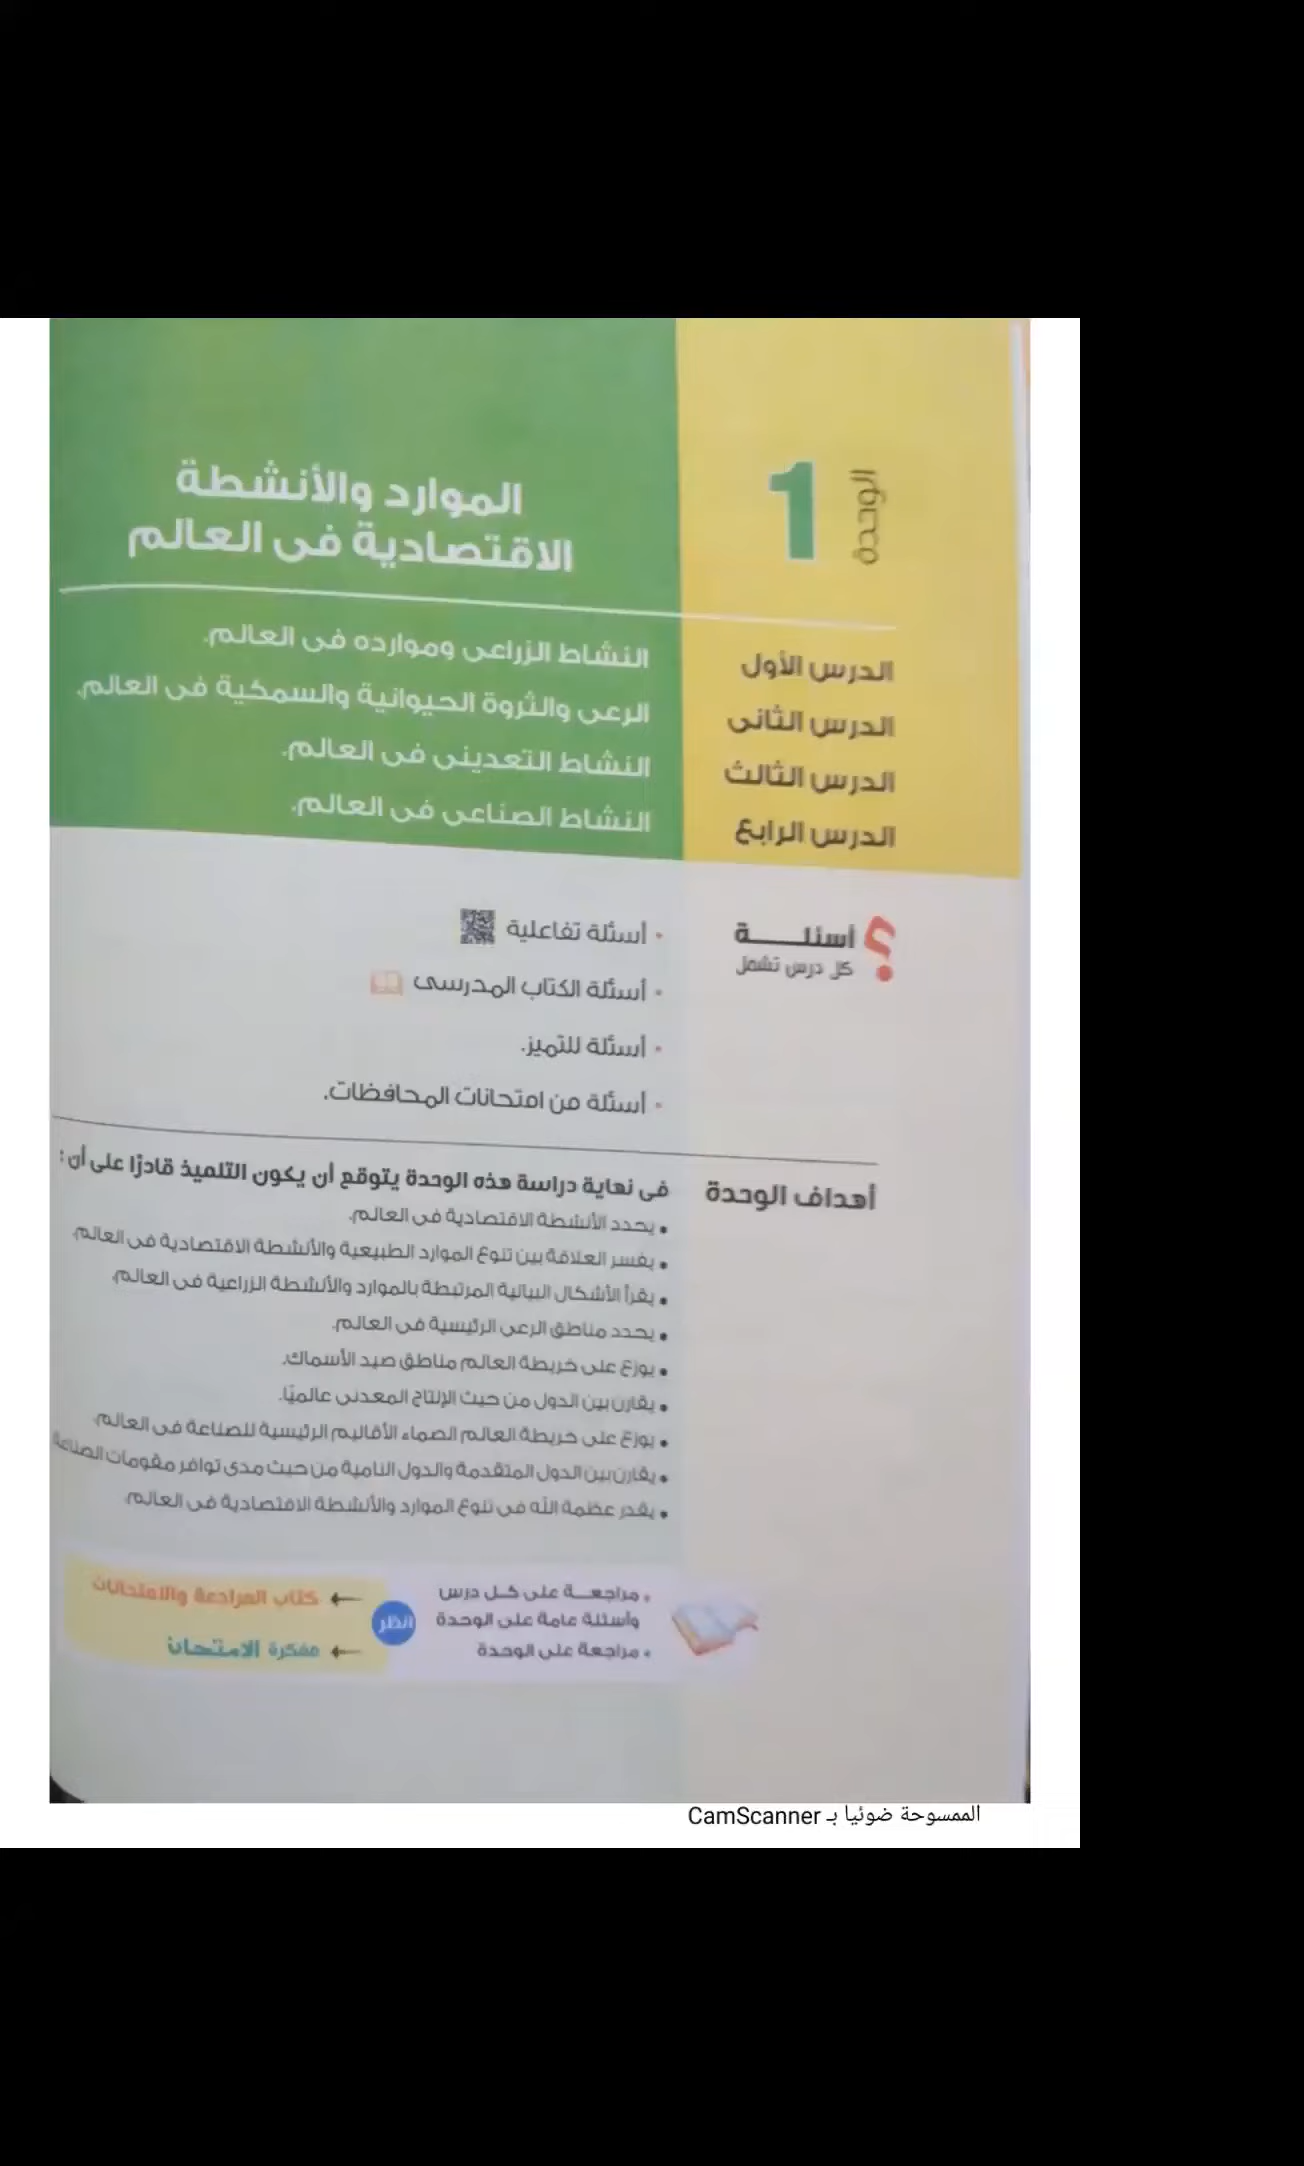 الوحدة 1
الموارد والأنشطة
الاقتصادية فى العالم
الدرس الأول النشاط الزراعى وموارده فى العالم.
الدرس الثانى الرعى والثروة الحيوانية والسمكية فى العالم.
الدرس الثالث النشاط التعدينى فى العالم.
الدرس الرابع النشاط الصناعى فى العالم.
؟ أسئلــــــة
كل درس تشمل
• أسئلة تفاعلية
• أسئلة الكتاب المدرسى
• أسئلة للتميز.
• أسئلة من امتحانات المحافظات.
أهداف الوحدة
فى نهاية دراسة هذه الوحدة يتوقع أن يكون التلميذ قادرًا على أن :
• يحدد الأنشطة الاقتصادية فى العالم.
• يفسر العلاقة بين تنوع الموارد الطبيعية والأنشطة الاقتصادية فى العالم.
• يقرأ الأشكال البيانية المرتبطة بالموارد والأنشطة الزراعية فى العالم.
• يحدد مناطق الرعى الرئيسية فى العالم.
• يوزع على خريطة العالم مناطق صيد الأسماك.
• يقارن بين الدول من حيث الإنتاج المعدنى عالميًا.
• يوزع على خريطة العالم الصماء الأقاليم الرئيسية للصناعة فى العالم.
• يقارن بين الدول المتقدمة والدول النامية من حيث مدى توافر مقومات الصناعة
• يقدر عظمة الله فى تنوع الموارد والأنشطة الاقتصادية فى العالم.
• مراجعـــة على كــل درس
وأسئلة عامة على الوحدة
• مراجعة على الوحدة
انظر
← كتاب المراجعة والامتحانات
← مفكرة الامتحان
الممسوحة ضوئيا بـ CamScanner